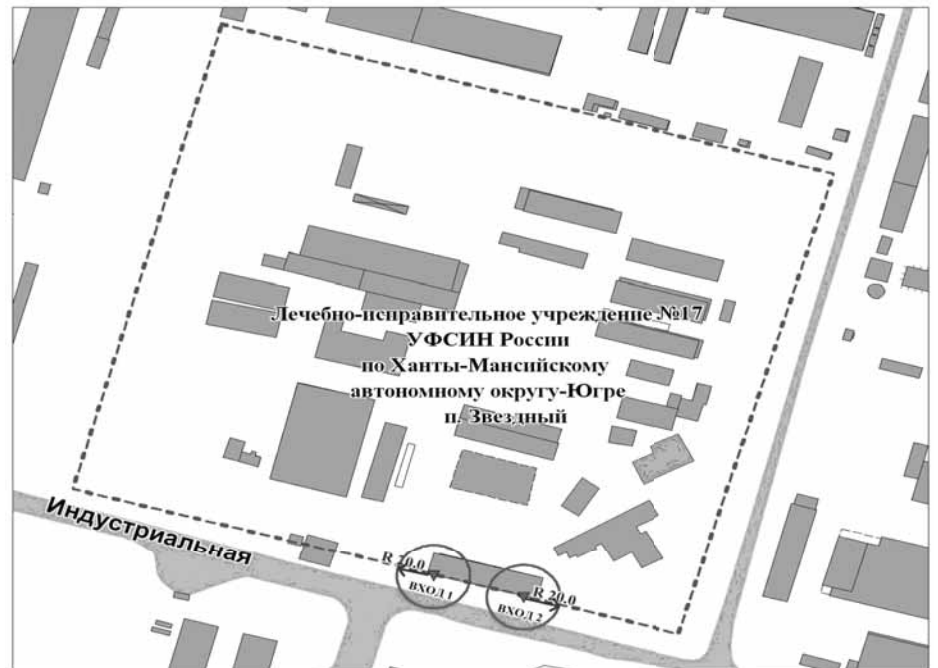 Лечебно-исправительное учреждение №17
УФСИН России
по Ханты-Мансийскому
автономному округу-Югре
п. Звездный
Индустриальная
R 20.0
ВХОД 1
R 20.0
ВХОД 2